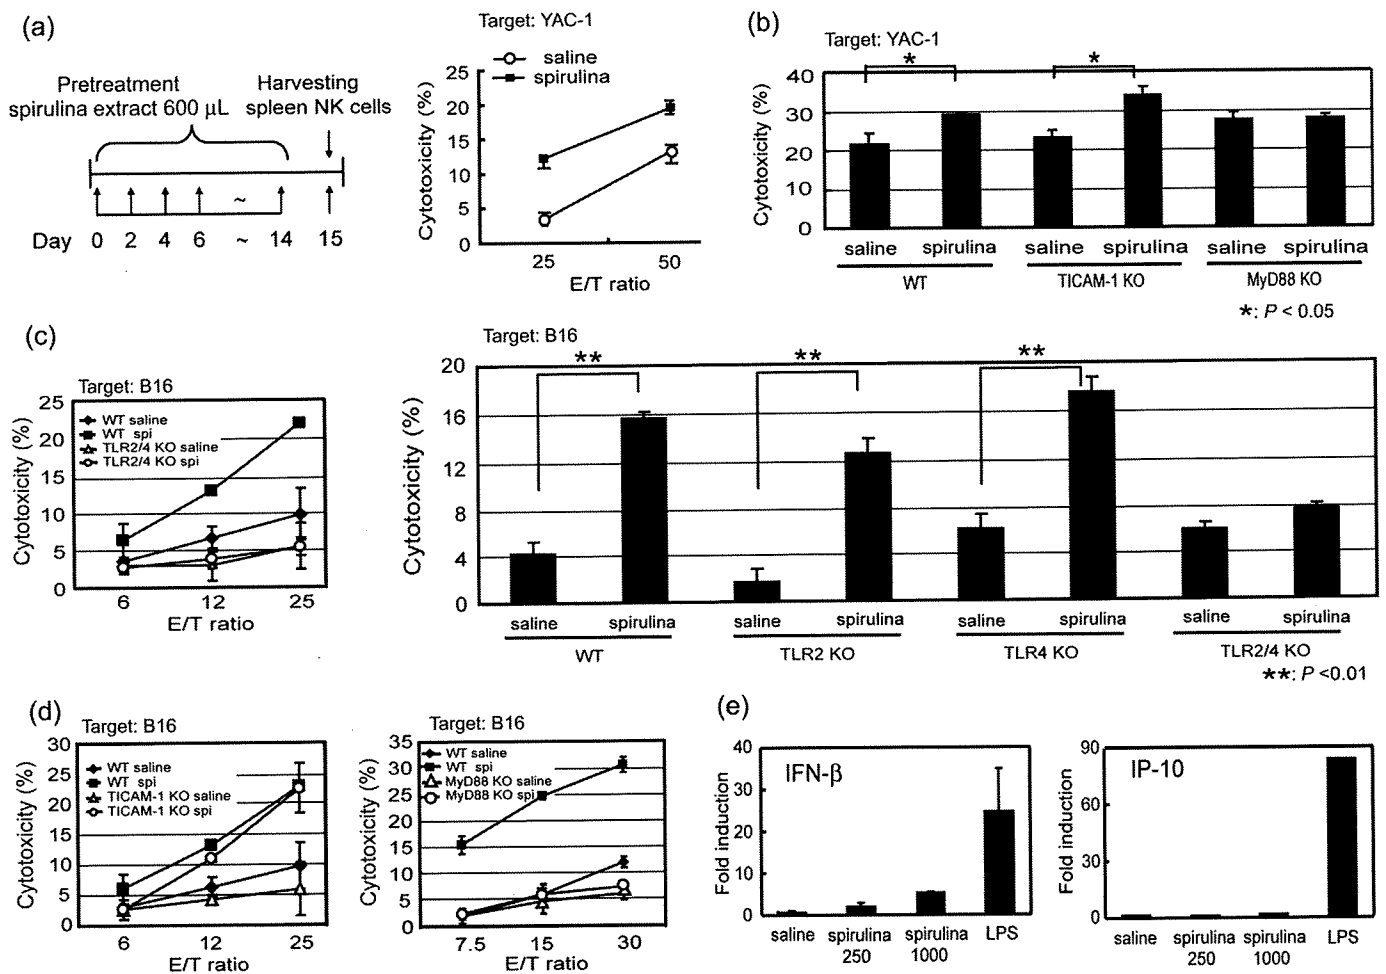 (a)
Pretreatment
spirulina extract 600 µL
Harvesting
spleen NK cells
Day 0 2 4 6 ~ 14 15
~
Target: YAC-1
saline
spirulina
Cytotoxicity (%)
25
20
15
10
5
0
25 50
E/T ratio
(b)
Target: YAC-1
* *
Cytotoxicity (%)
40
30
20
10
0
saline spirulina saline spirulina saline spirulina
WT TICAM-1 KO MyD88 KO
*: P < 0.05
(c)
Target: B16
WT saline
WT spi
TLR2/4 KO saline
TLR2/4 KO spi
Cytotoxicity (%)
25
20
15
10
5
0
6 12 25
E/T ratio
Target: B16
** ** **
Cytotoxicity (%)
20
16
12
8
4
0
saline spirulina saline spirulina saline spirulina saline spirulina
WT TLR2 KO TLR4 KO TLR2/4 KO
**: P <0.01
(d)
Target: B16
WT saline
WT spi
TICAM-1 KO saline
TICAM-1 KO spi
Cytotoxicity (%)
30
25
20
15
10
5
0
6 12 25
E/T ratio
Target: B16
WT saline
WT spi
MyD88 KO saline
MyD88 KO spi
Cytotoxicity (%)
35
30
25
20
15
10
5
0
7.5 15 30
E/T ratio
(e)
IFN-β
Fold induction
40
30
20
10
0
saline spirulina spirulina LPS
250 1000
IP-10
Fold induction
90
60
30
0
saline spirulina spirulina LPS
250 1000